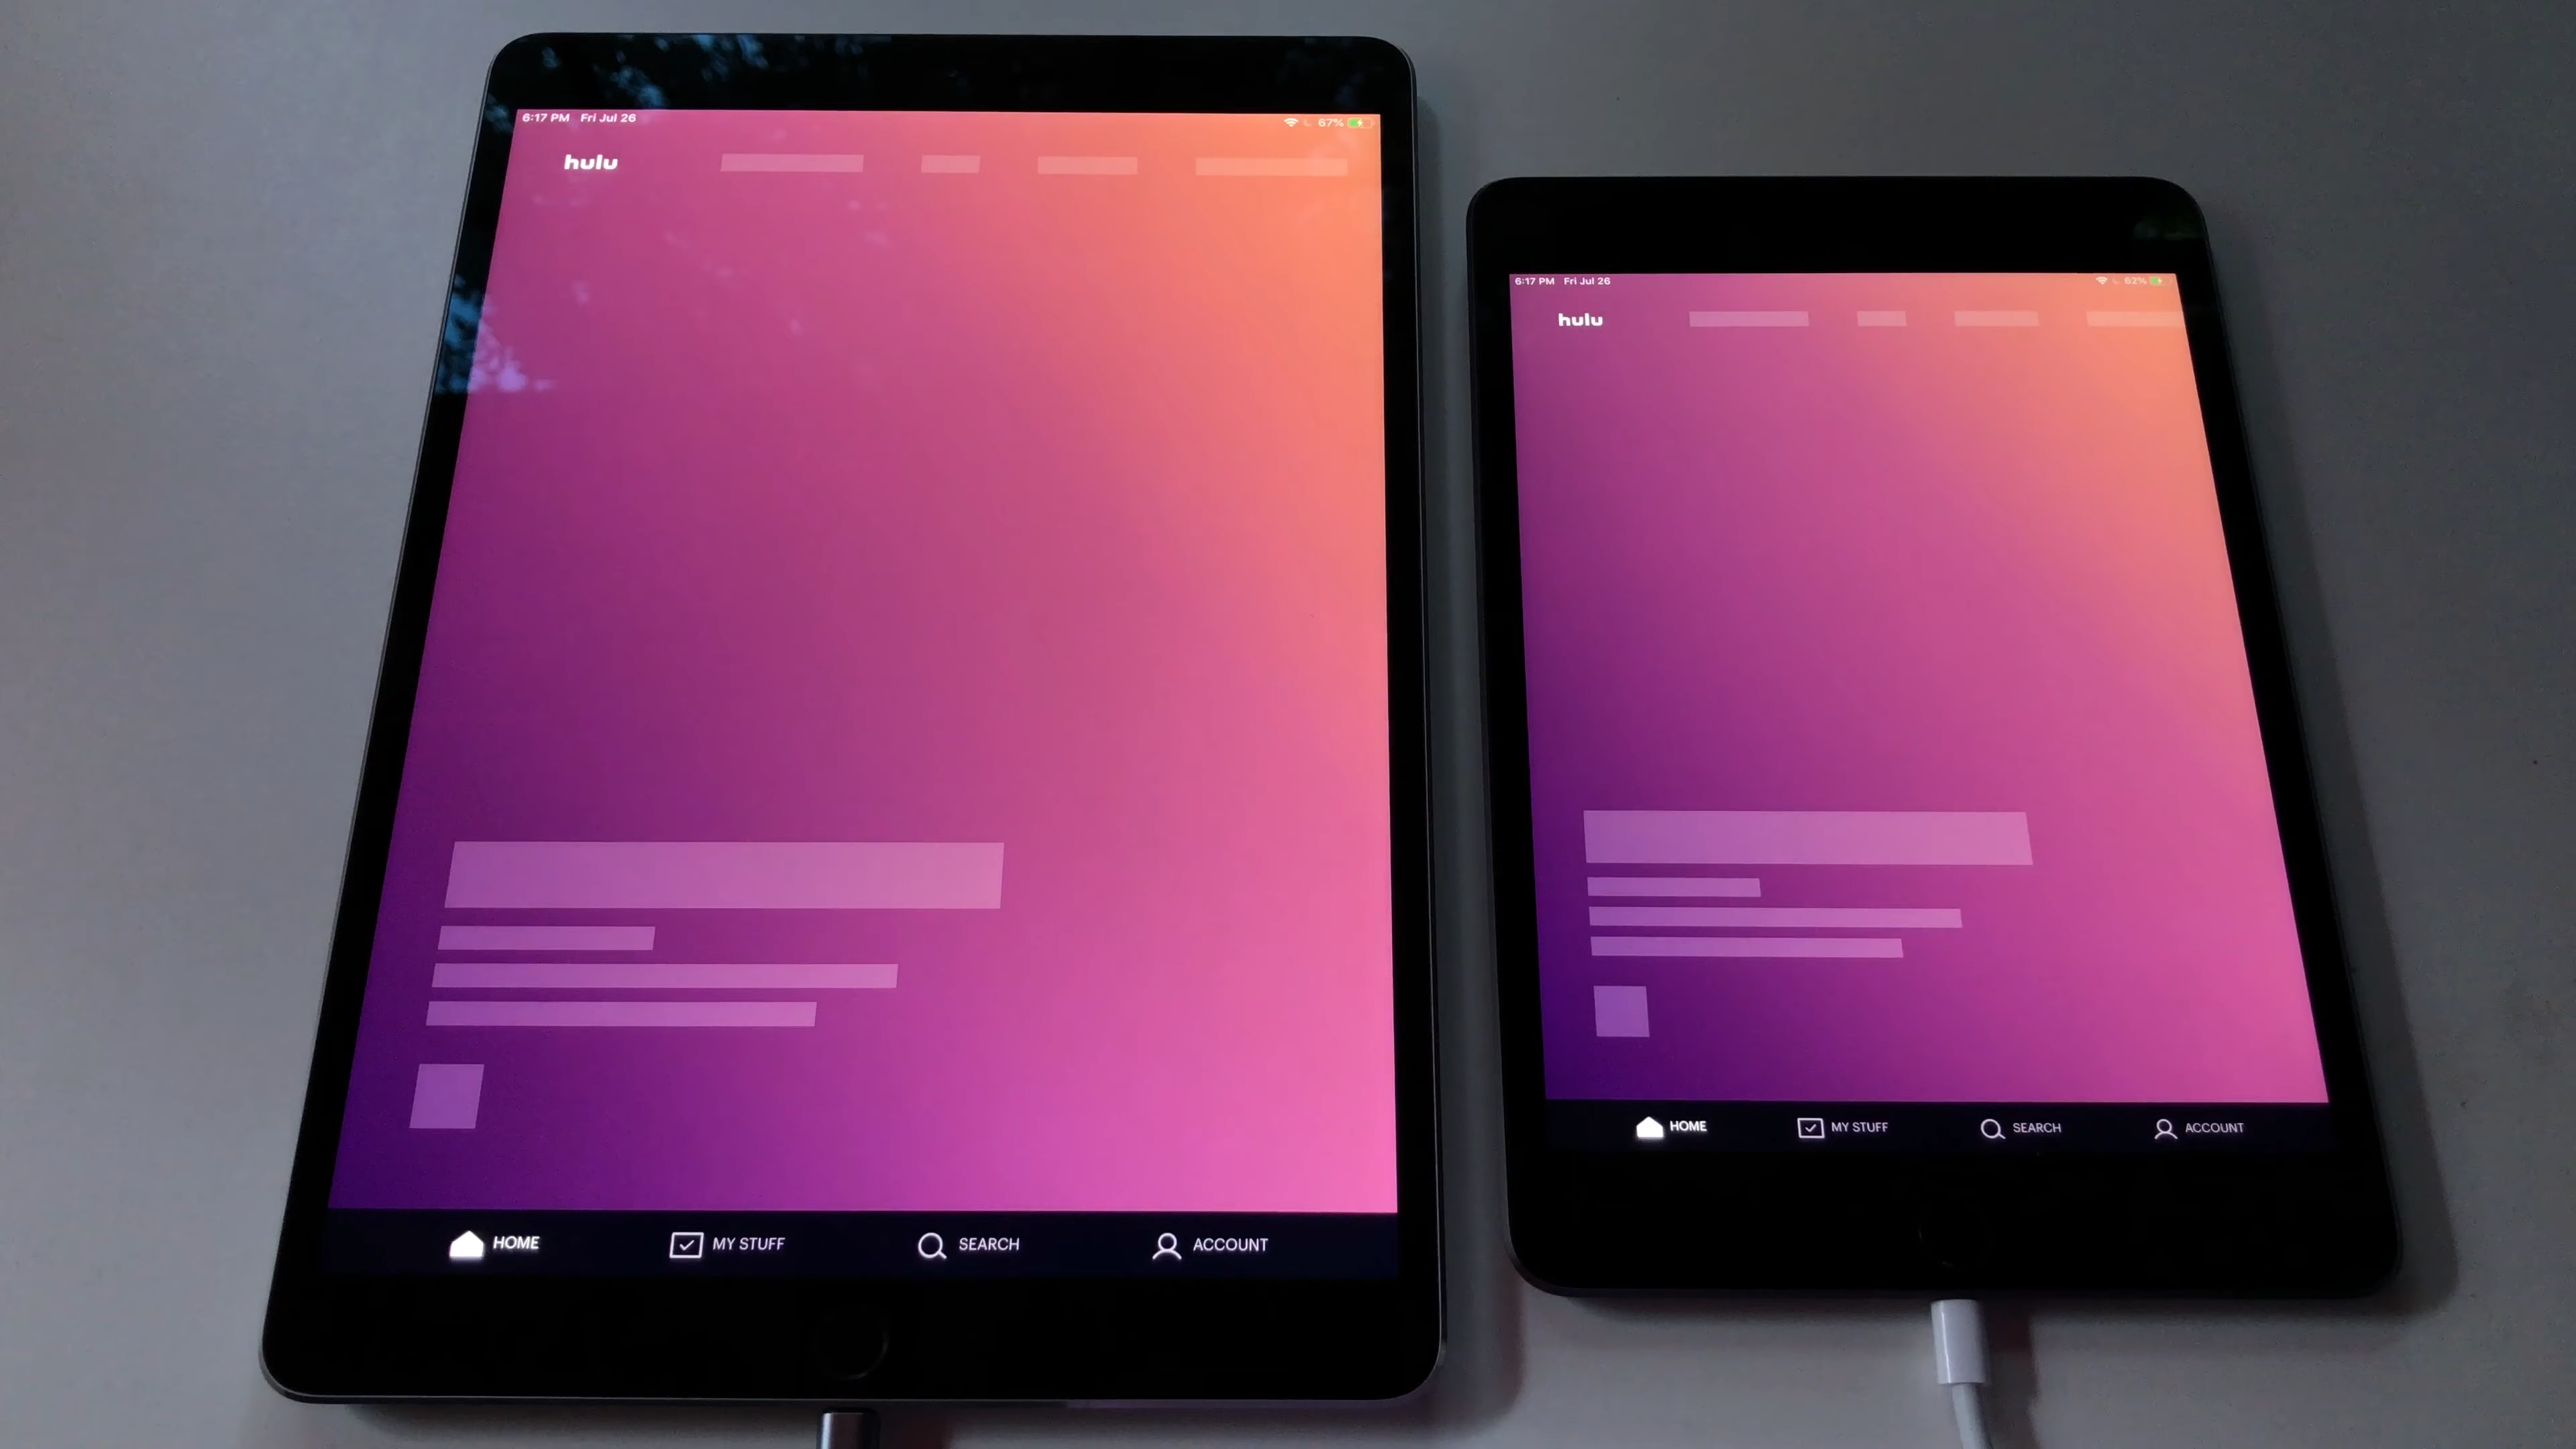 6:17 PM Fri Jul 26 67%
hulu
HOME MY STUFF SEARCH ACCOUNT
6:17 PM Fri Jul 26 62%
hulu
HOME MY STUFF SEARCH ACCOUNT